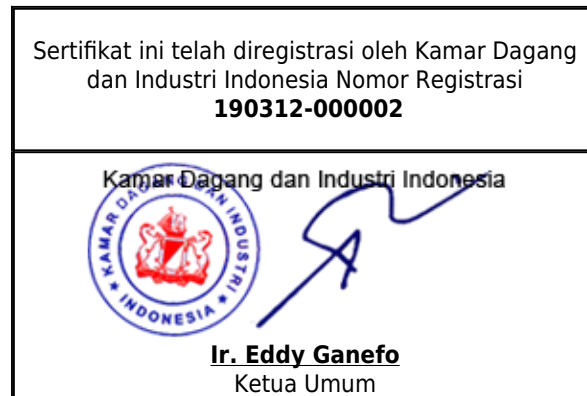 Sertifikat ini telah diregistrasi oleh Kamar Dagang
dan Industri Indonesia Nomor Registrasi
190312-000002
Kamar Dagang dan Industri Indonesia
KAMAR DAGANG DAN INDUSTRI
* INDONESIA *
Ir. Eddy Ganefo
Ketua Umum